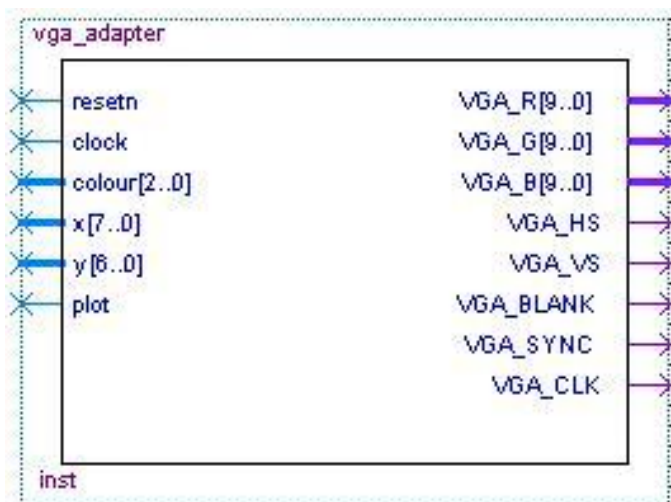 vga_adapter
resetn VGA_R[9..0]
clock VGA_G[9..0]
colour[2..0] VGA_B[9..0]
x[7..0] VGA_HS
y[6..0] VGA_VS
plot VGA_BLANK
VGA_SYNC
VGA_CLK
inst